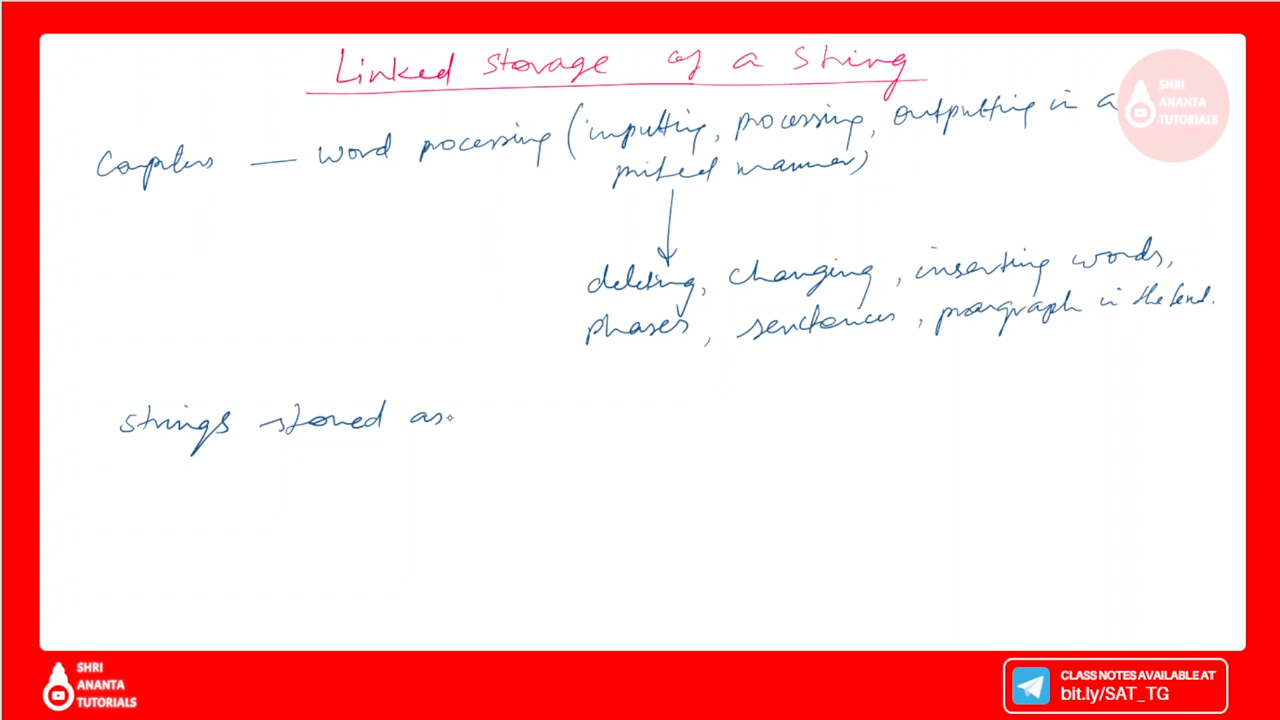 Linked storage of a string
SHRI
ANANTA
TUTORIALS
Computers — word processing (inputting, processing, outputting in a
printed manner)
deleting, changing, inserting words,
phases, sentences, paragraph in the text.
strings stored as
SHRI
ANANTA
TUTORIALS
CLASS NOTES AVAILABLE AT
bit.ly/SAT_TG